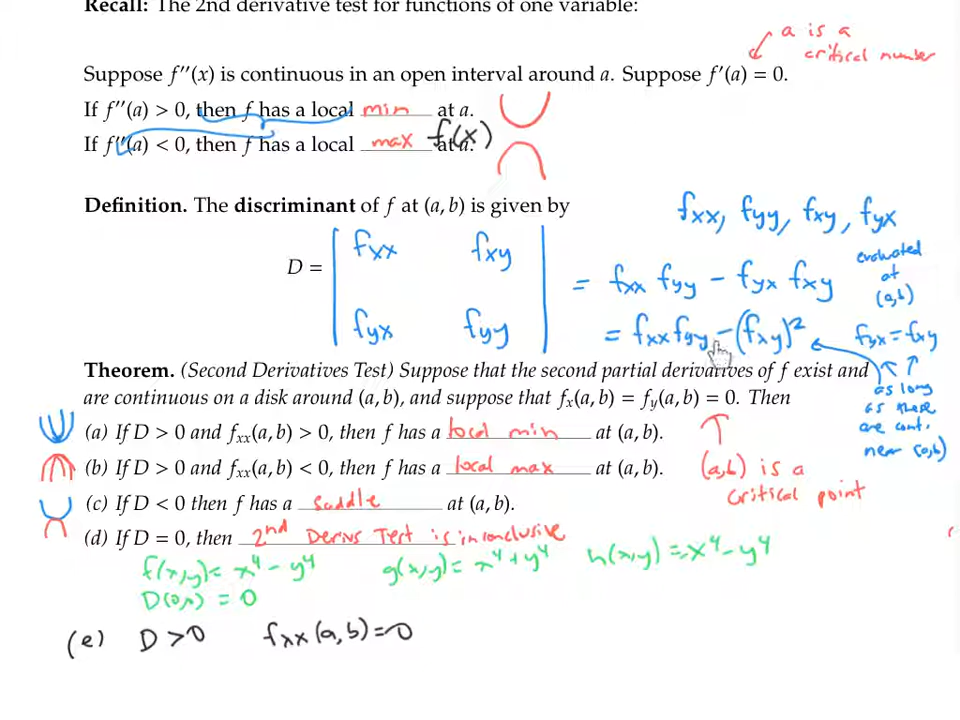 Recall: The 2nd derivative test for functions of one variable:
a is a
critical number
Suppose f''(x) is continuous in an open interval around a. Suppose f'(a) = 0.
If f''(a) > 0, then f has a local min at a.
If f''(a) < 0, then f has a local max at a.
f(x)
Definition. The discriminant of f at (a, b) is given by
fxx, fyy, fxy, fyx
evaluated
at
(a,b)
D = | fxx fxy
fyx fyy | = fxx fyy − fyx fxy
= fxx fyy − (fxy)²
fyx = fxy
as long
as these
are cont.
near (a,b)
Theorem. (Second Derivatives Test) Suppose that the second partial derivatives of f exist and
are continuous on a disk around (a, b), and suppose that fx(a, b) = fy(a, b) = 0. Then
(a) If D > 0 and fxx(a, b) > 0, then f has a local min at (a, b).
(b) If D > 0 and fxx(a, b) < 0, then f has a local max at (a, b).
(a,b) is a
critical point
(c) If D < 0 then f has a saddle at (a, b).
(d) If D = 0, then 2nd Derivs Test is inconclusive
f(x,y) = x⁴ − y⁴ g(x,y) = x⁴ + y⁴ h(x,y) = -x⁴ − y⁴
D(0,0) = 0
(e) D > 0 fxx(a, b) = 0